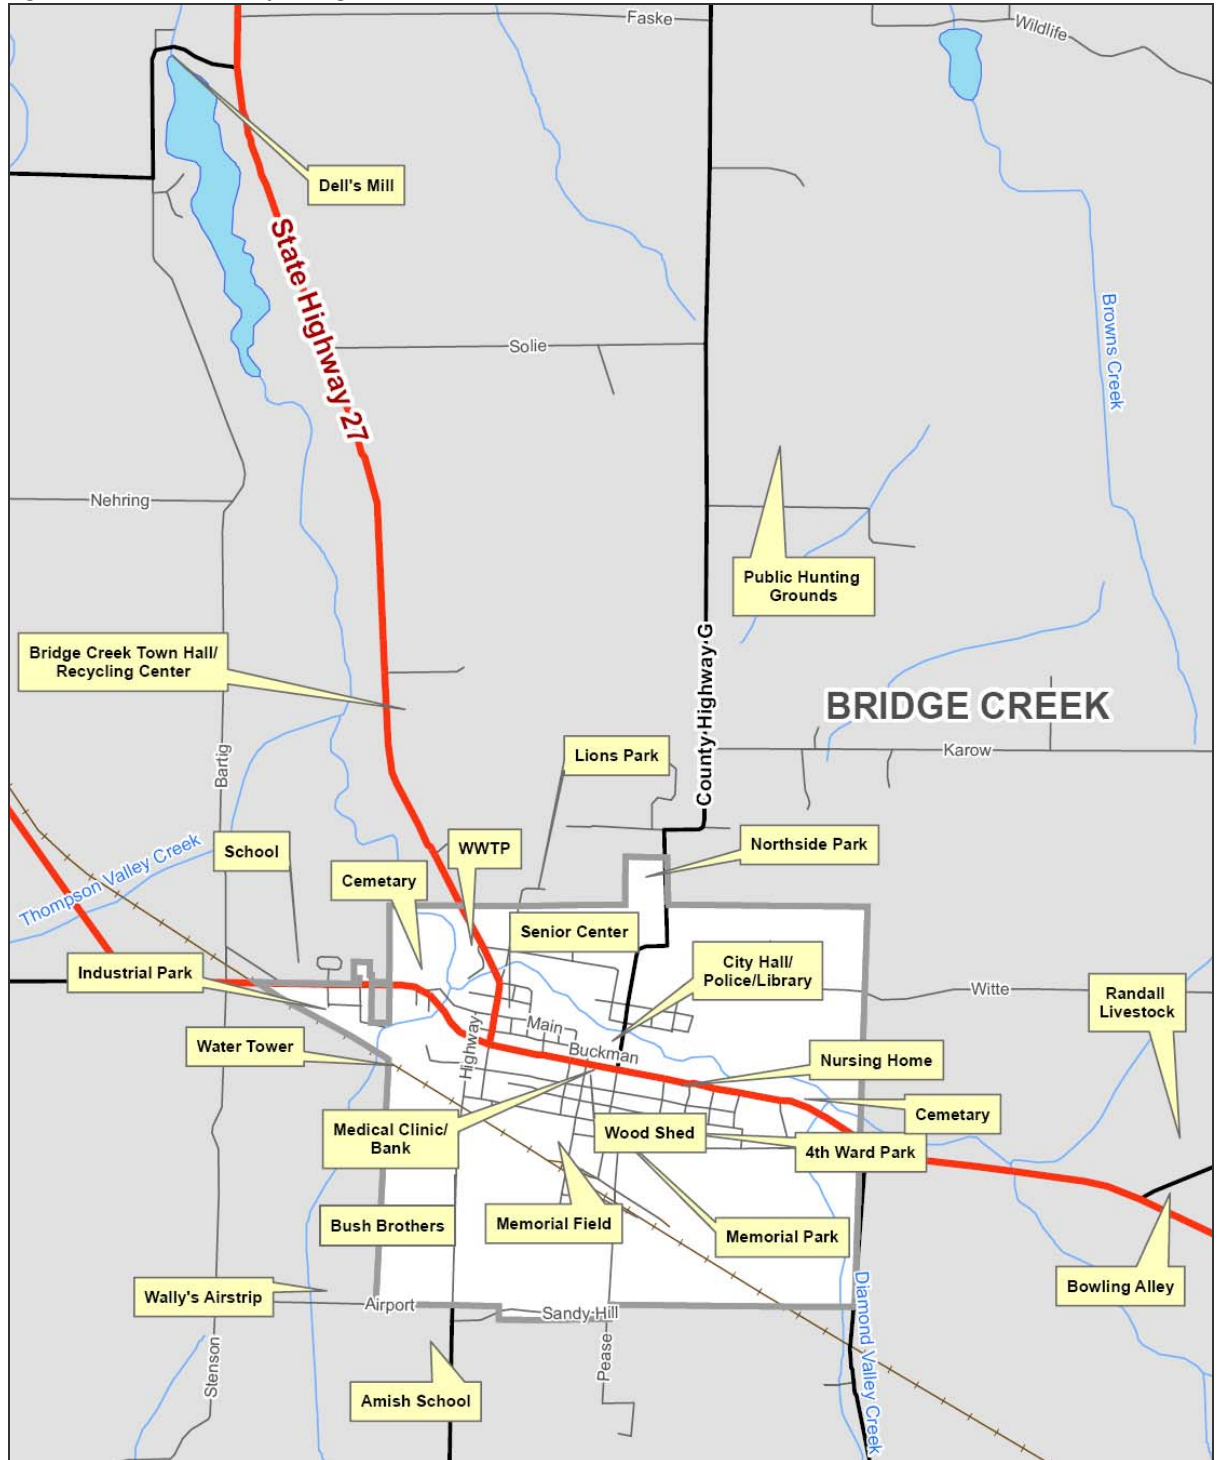 Faske
Wildlife
Dell's Mill
State Highway 27
Browns Creek
Solie
Nehring
Public Hunting
Grounds
Bridge Creek Town Hall/
Recycling Center
County Highway G
BRIDGE CREEK
Bartig
Lions Park
Karow
Thompson Valley Creek
School
WWTP
Northside Park
Cemetary
Senior Center
Industrial Park
City Hall/
Police/Library
Witte
Randall
Livestock
Main
Highway
Water Tower
Buckman
Nursing Home
Cemetary
Medical Clinic/
Bank
Wood Shed
4th Ward Park
Bush Brothers
Memorial Field
Memorial Park
Bowling Alley
Wally's Airstrip
Airport
Sandy Hill
Diamond Valley Creek
Stenson
Pease
Amish School